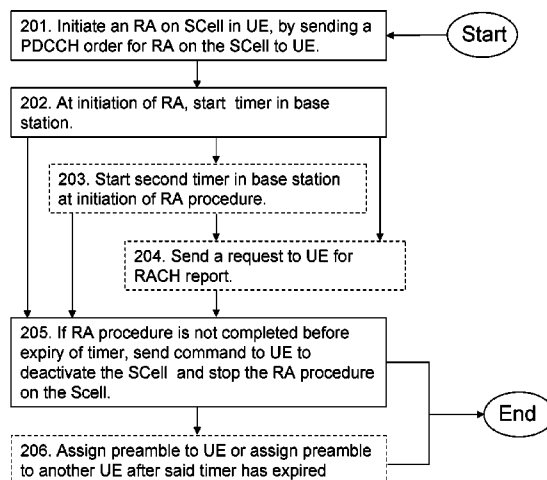 201. Initiate an RA on SCell in UE, by sending a
PDCCH order for RA on the SCell to UE.
Start
202. At initiation of RA, start timer in base
station.
203. Start second timer in base station
at initiation of RA procedure.
204. Send a request to UE for
RACH report.
205. If RA procedure is not completed before
expiry of timer, send command to UE to
deactivate the SCell and stop the RA procedure
on the Scell.
End
206. Assign preamble to UE or assign preamble
to another UE after said timer has expired